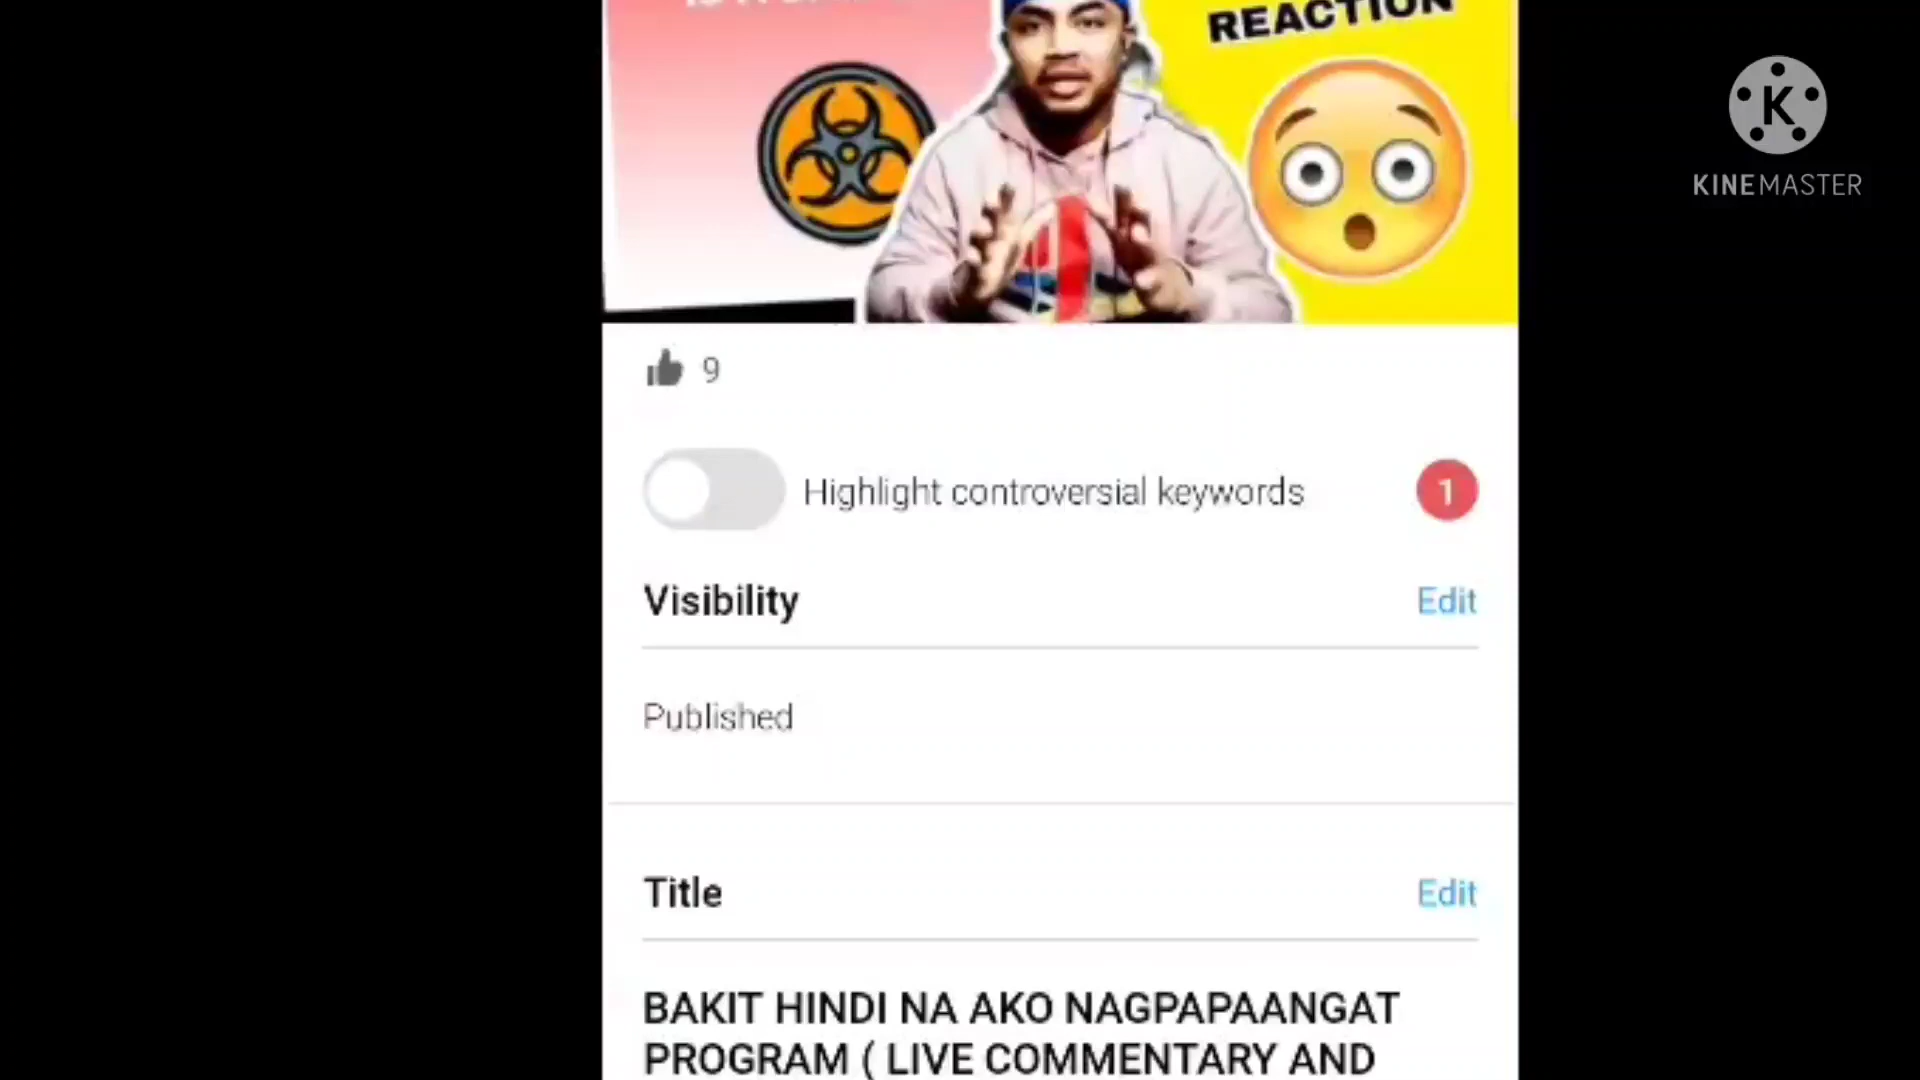 REACTION
K
KINEMASTER
9
Highlight controversial keywords
1
Visibility
Edit
Published
Title
Edit
BAKIT HINDI NA AKO NAGPAPAANGAT
PROGRAM ( LIVE COMMENTARY AND